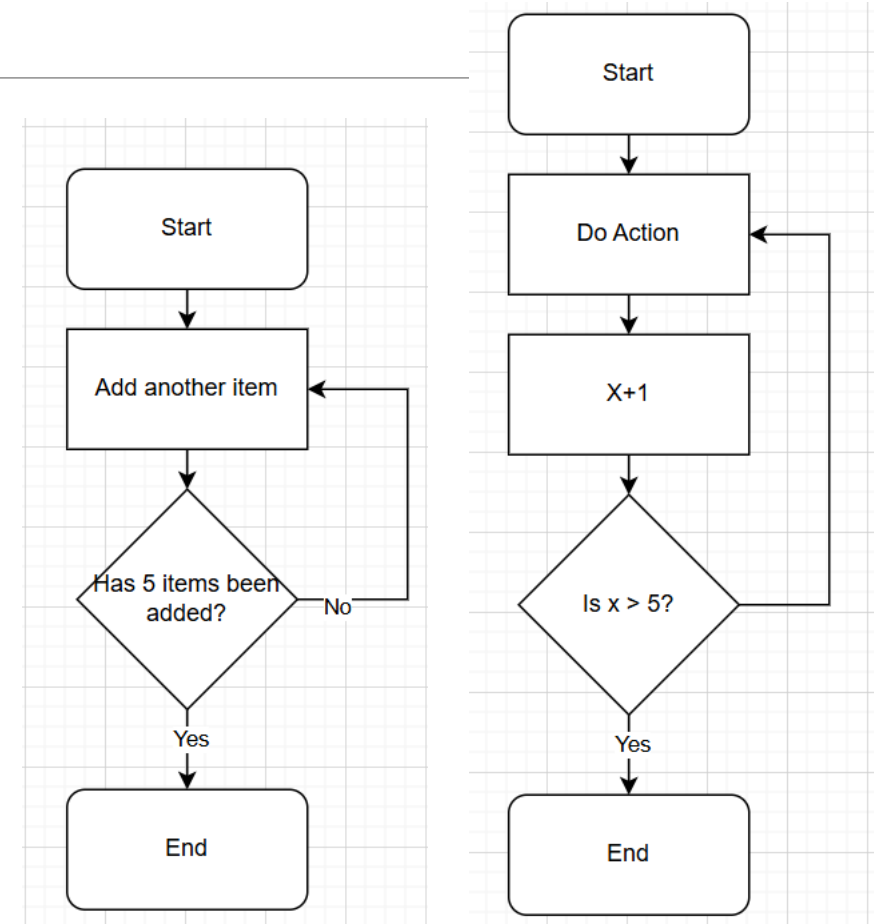 Start
Add another item
Has 5 items been
added?
No
Yes
End
Start
Do Action
X+1
Is x > 5?
Yes
End